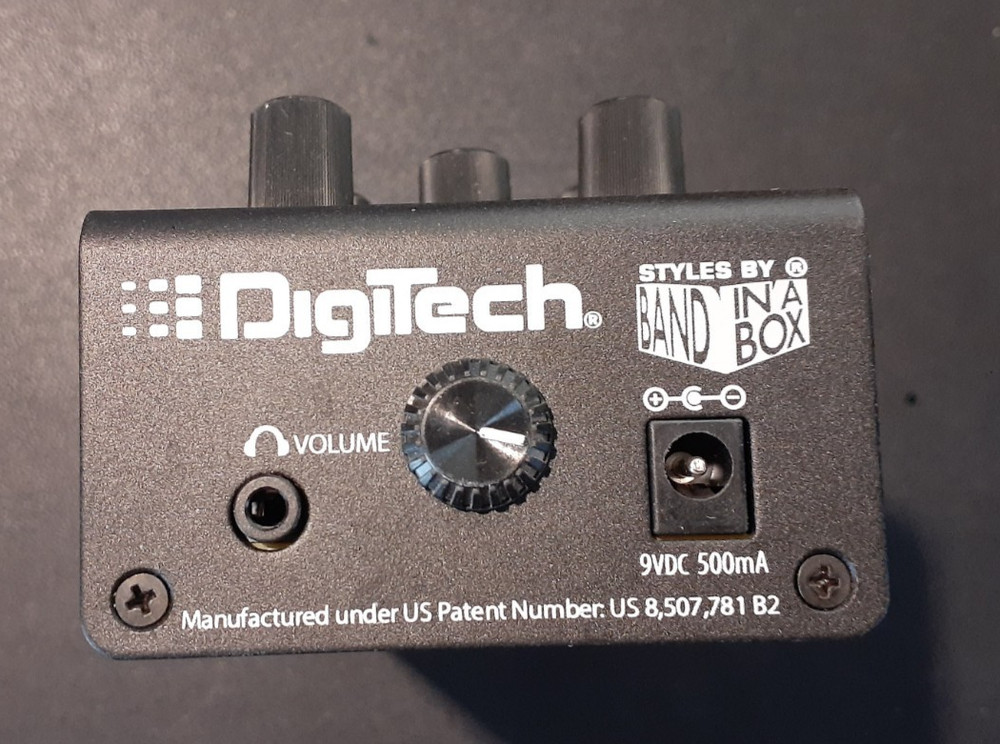 DigiTech®
STYLES BY ®
BAND IN A BOX
VOLUME
9VDC 500mA
Manufactured under US Patent Number: US 8,507,781 B2